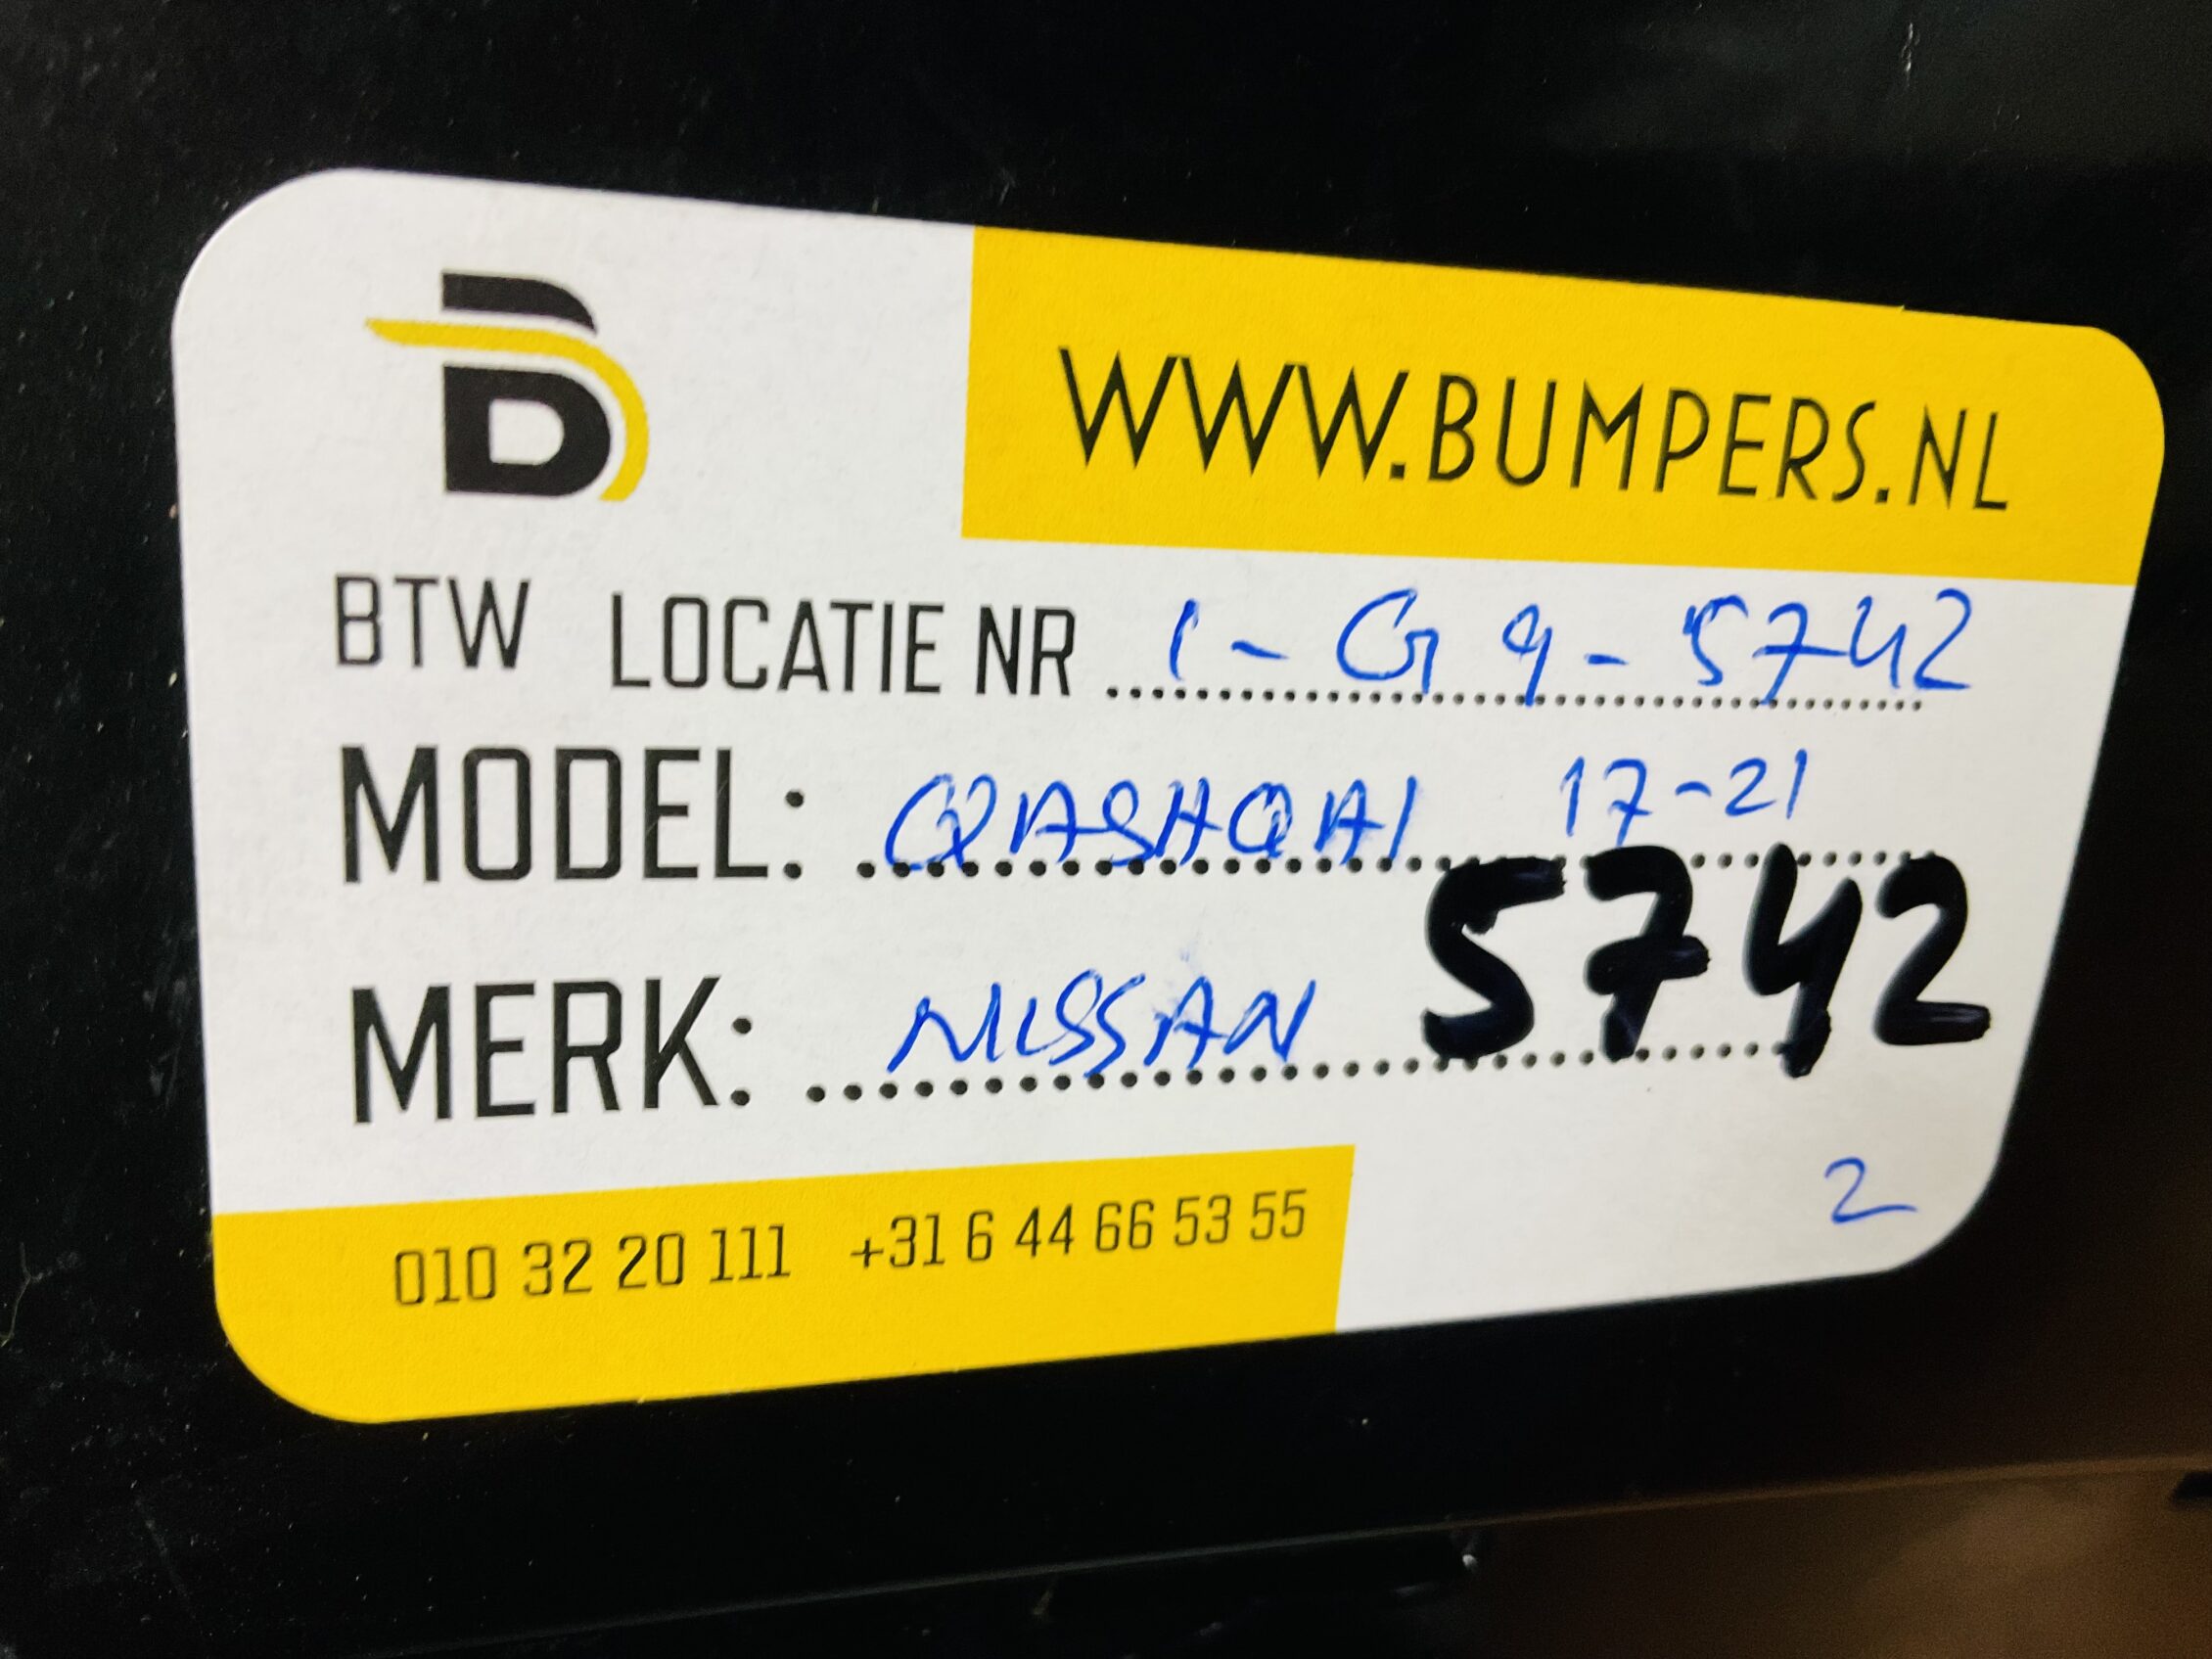 WWW.BUMPERS.NL
BTW LOCATIE NR 1-G9-5742
MODEL: QASHQAI 17-21
MERK: NISSAN 5742
2
010 32 20 111 +31 6 44 66 53 55